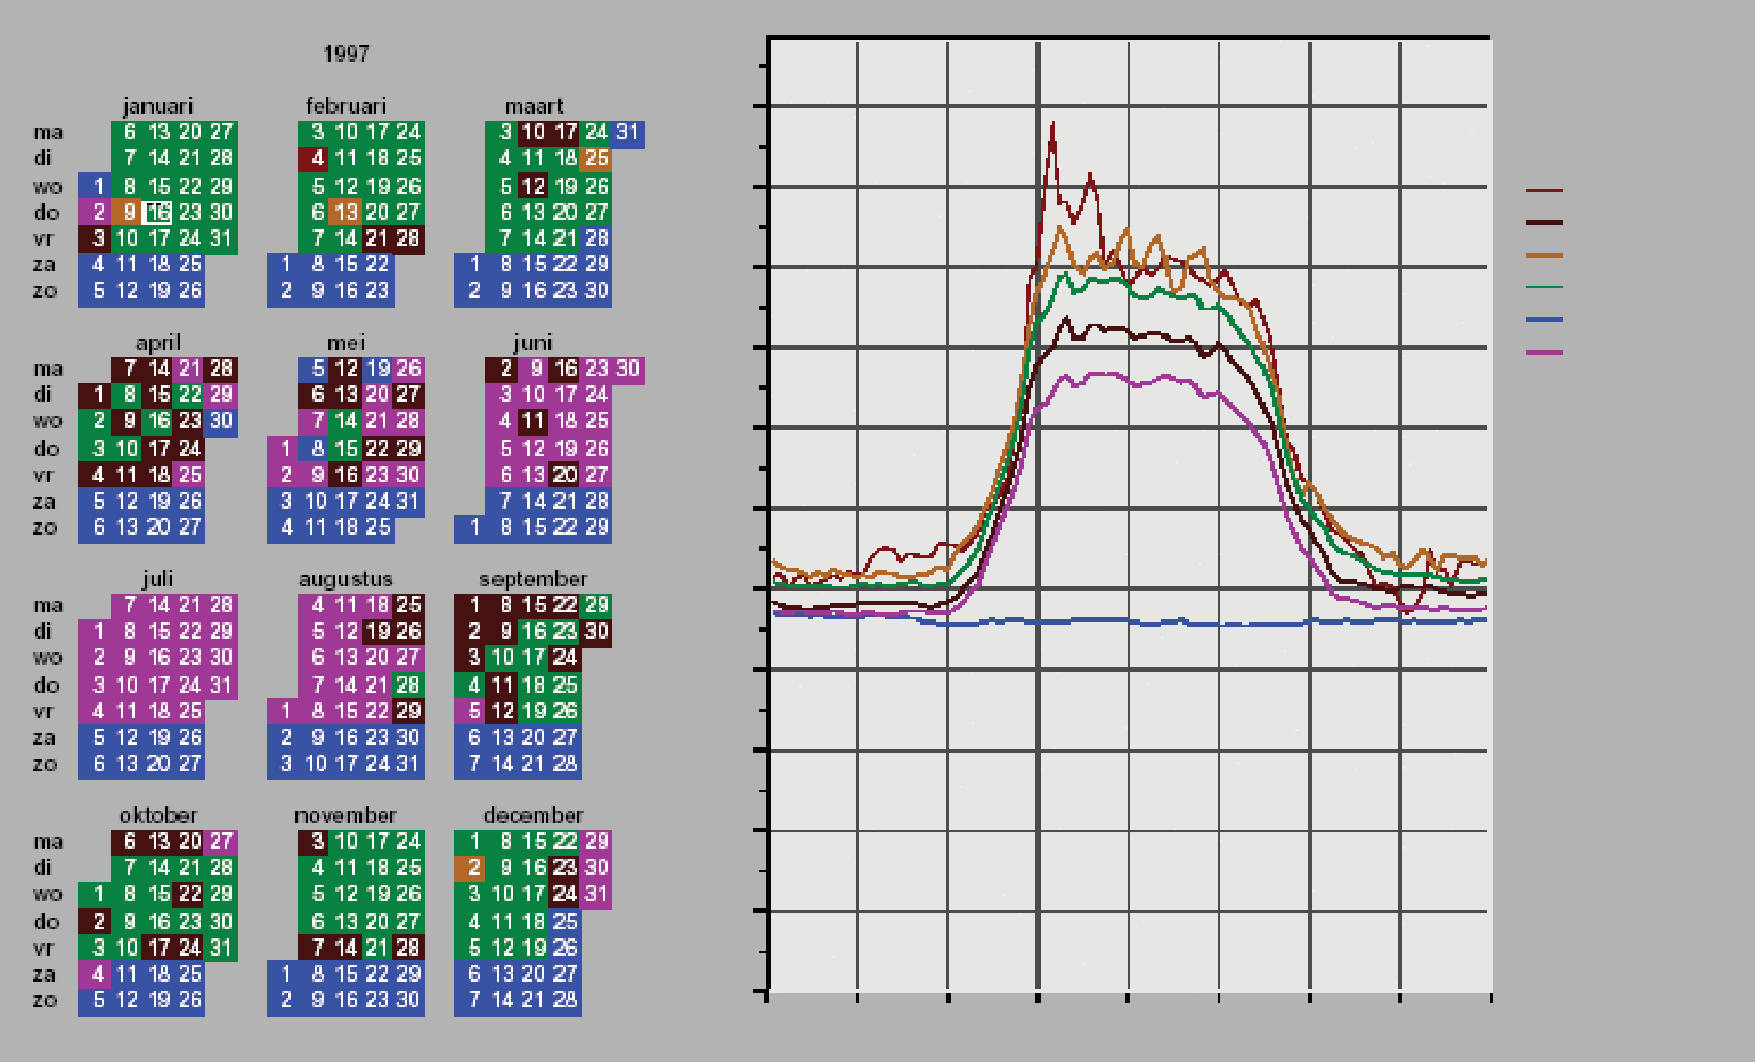 1997
januari februari maart
ma 6 13 20 27 3 10 17 24 3 10 17 24 31
di 7 14 21 28 4 11 18 25 4 11 18 25
wo 1 8 15 22 29 5 12 19 26 5 12 19 26
do 2 9 16 23 30 6 13 20 27 6 13 20 27
vr 3 10 17 24 31 7 14 21 28 7 14 21 28
za 4 11 18 25 1 8 15 22 1 8 15 22 29
zo 5 12 19 26 2 9 16 23 2 9 16 23 30
april mei juni
ma 7 14 21 28 5 12 19 26 2 9 16 23 30
di 1 8 15 22 29 6 13 20 27 3 10 17 24
wo 2 9 16 23 30 7 14 21 28 4 11 18 25
do 3 10 17 24 1 8 15 22 29 5 12 19 26
vr 4 11 18 25 2 9 16 23 30 6 13 20 27
za 5 12 19 26 3 10 17 24 31 7 14 21 28
zo 6 13 20 27 4 11 18 25 1 8 15 22 29
juli augustus september
ma 7 14 21 28 4 11 18 25 1 8 15 22 29
di 1 8 15 22 29 5 12 19 26 2 9 16 23 30
wo 2 9 16 23 30 6 13 20 27 3 10 17 24
do 3 10 17 24 31 7 14 21 28 4 11 18 25
vr 4 11 18 25 1 8 15 22 29 5 12 19 26
za 5 12 19 26 2 9 16 23 30 6 13 20 27
zo 6 13 20 27 3 10 17 24 31 7 14 21 28
oktober november december
ma 6 13 20 27 3 10 17 24 1 8 15 22 29
di 7 14 21 28 4 11 18 25 2 9 16 23 30
wo 1 8 15 22 29 5 12 19 26 3 10 17 24 31
do 2 9 16 23 30 6 13 20 27 4 11 18 25
vr 3 10 17 24 31 7 14 21 28 5 12 19 26
za 4 11 18 25 1 8 15 22 29 6 13 20 27
zo 5 12 19 26 2 9 16 23 30 7 14 21 28